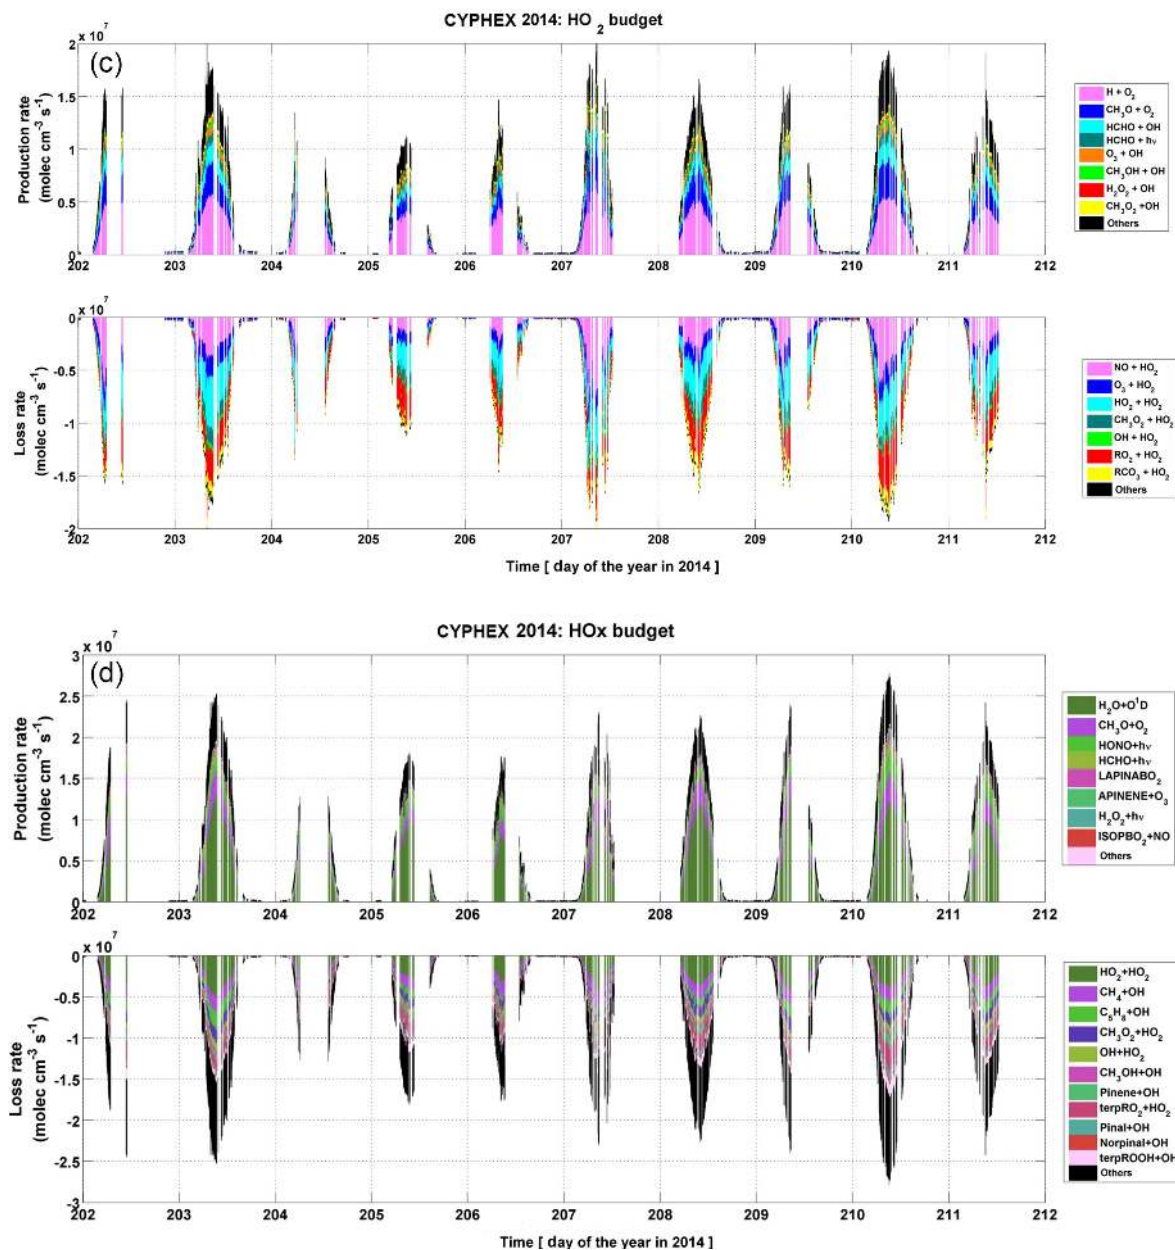 CYPHEX 2014: HO 2 budget
x 10 7
(c)
2
1.5
1
0.5
0
Production rate
(molec cm-3 s-1)
202 203 204 205 206 207 208 209 210 211 212
H + O2
CH3O + O2
HCHO + OH
HCHO + hν
O3 + OH
CH3OH + OH
H2O2 + OH
CH3O2 +OH
Others
x 10 7
0
-0.5
-1
-1.5
-2
Loss rate
(molec cm-3 s-1)
202 203 204 205 206 207 208 209 210 211 212
Time [ day of the year in 2014 ]
NO + HO2
O3 + HO2
HO2 + HO2
CH3O2 + HO2
OH + HO2
RO2 + HO2
RCO3 + HO2
Others
CYPHEX 2014: HOx budget
x 10 7
(d)
3
2.5
2
1.5
1
0.5
0
Production rate
(molec cm-3 s-1)
202 203 204 205 206 207 208 209 210 211 212
H2O+O1D
CH3O+O2
HONO+hν
HCHO+hν
LAPINABO2
APINENE+O3
H2O2+hν
ISOPBO2+NO
Others
x 10 7
0
-0.5
-1
-1.5
-2
-2.5
-3
Loss rate
(molec cm-3 s-1)
202 203 204 205 206 207 208 209 210 211 212
Time [ day of the year in 2014 ]
HO2+HO2
CH4+OH
C5H8+OH
CH3O2+HO2
OH+HO2
CH3OH+OH
Pinene+OH
terpRO2+HO2
Pinal+OH
Norpinal+OH
terpROOH+OH
Others